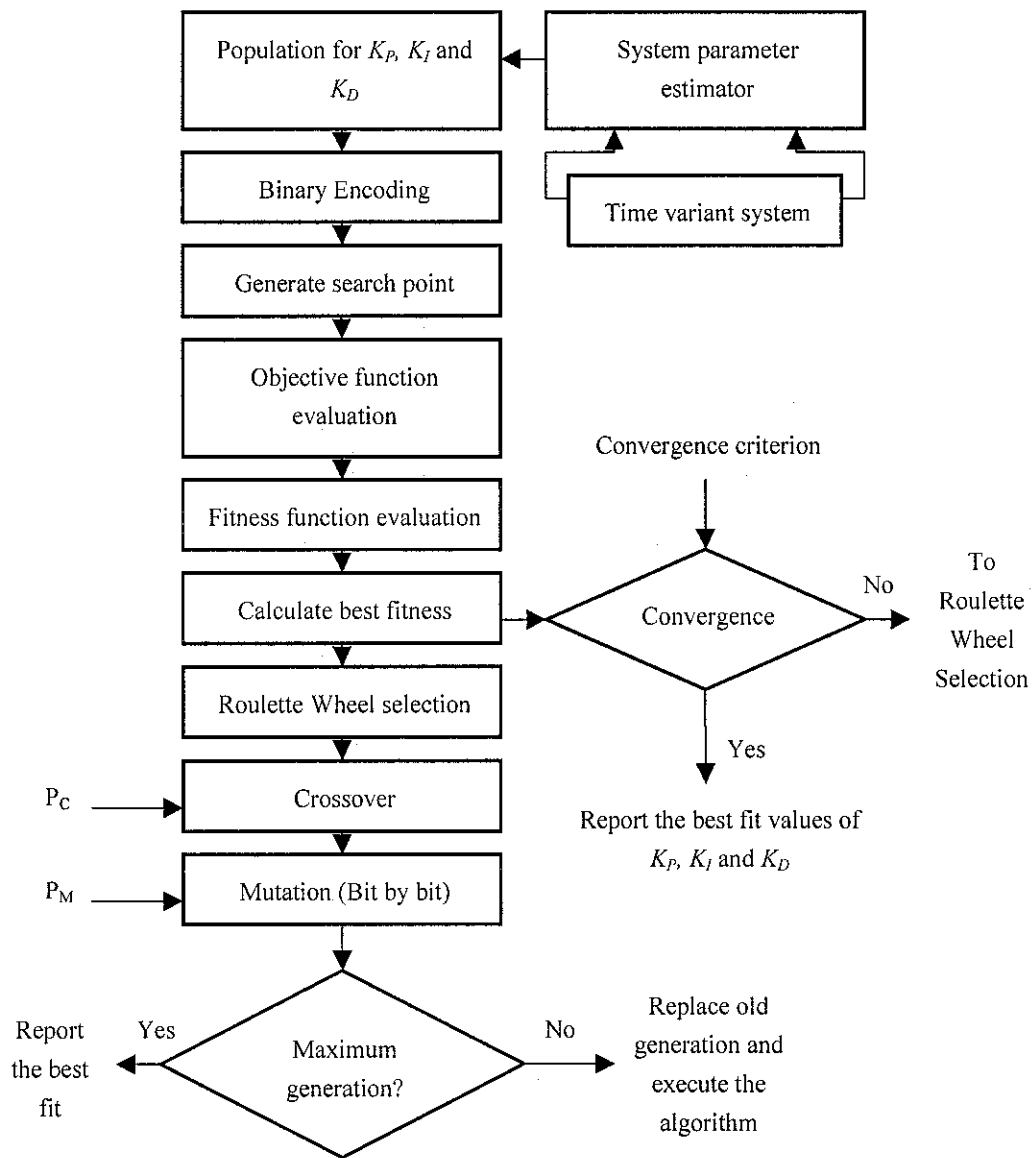 Population for K_P, K_I and
K_D
System parameter
estimator
Binary Encoding
Time variant system
Generate search point
Objective function
evaluation
Convergence criterion
Fitness function evaluation
Calculate best fitness
Convergence
No
To
Roulette
Wheel
Selection
Roulette Wheel selection
Yes
P_C
Crossover
Report the best fit values of
K_P, K_I and K_D
P_M
Mutation (Bit by bit)
Report
the best
fit
Yes
Maximum
generation?
No
Replace old
generation and
execute the
algorithm